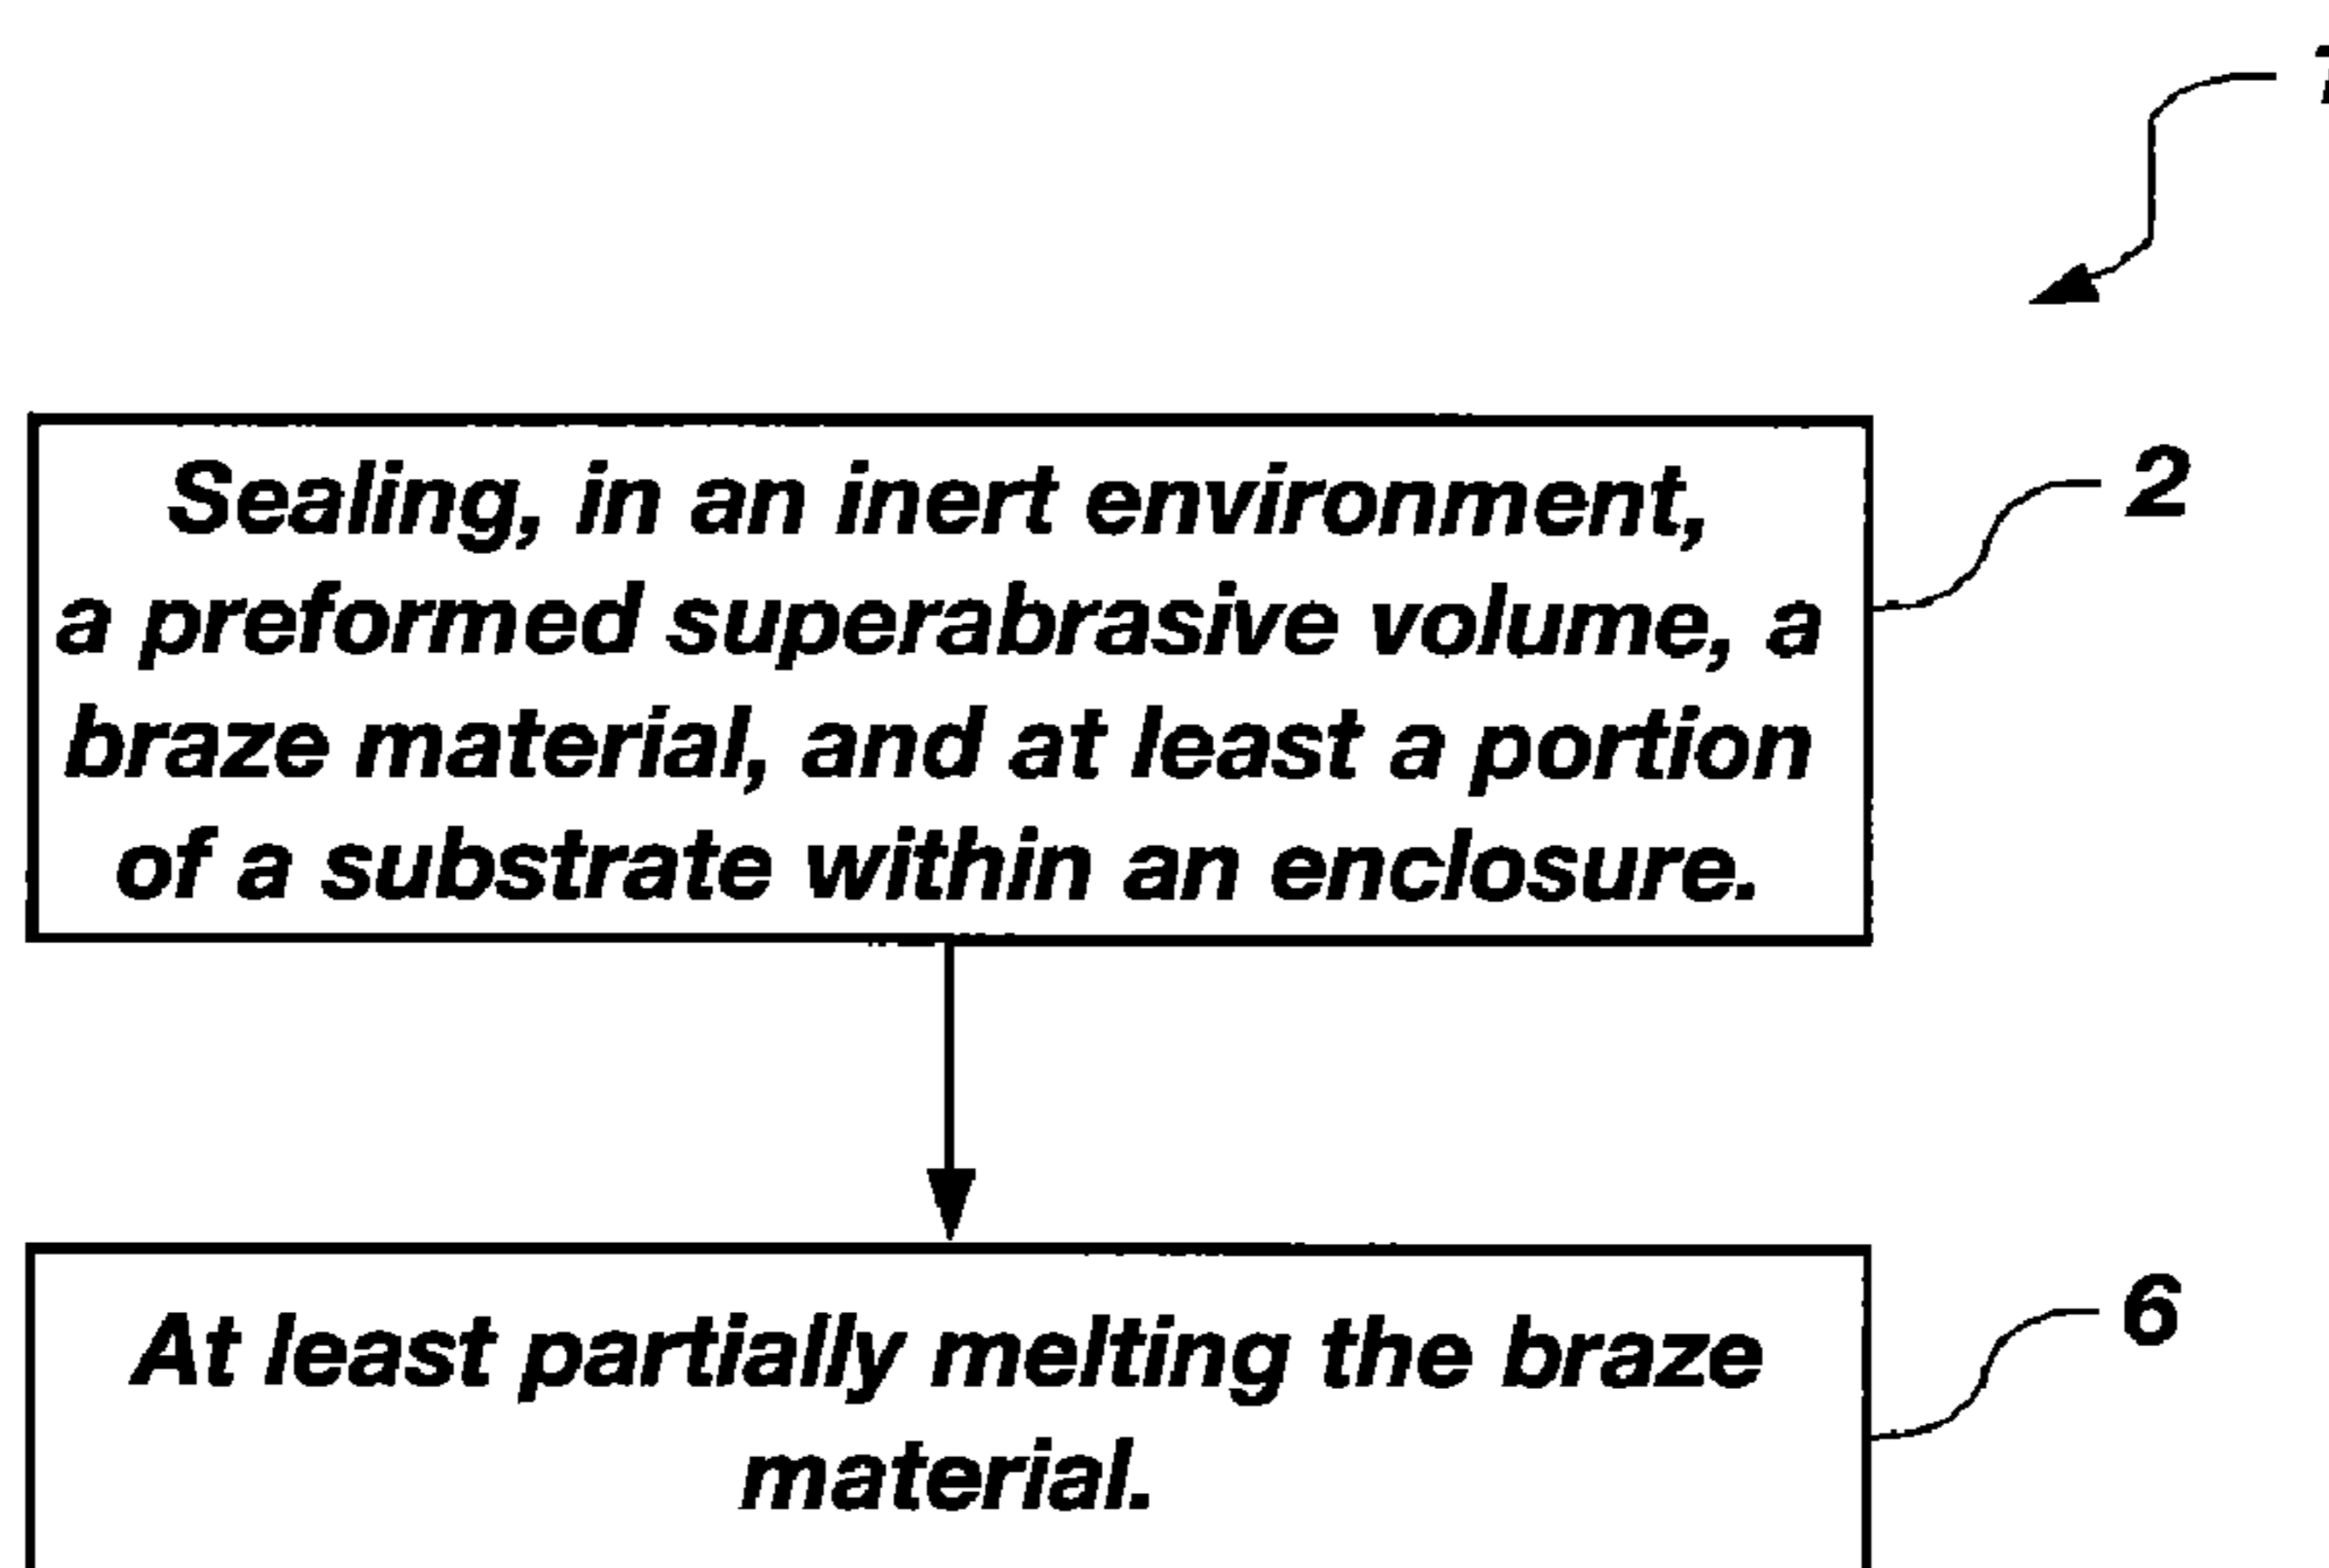 Sealing, in an inert environment,
a preformed superabrasive volume, a
braze material, and at least a portion
of a substrate within an enclosure.
2
At least partially melting the braze
material.
6